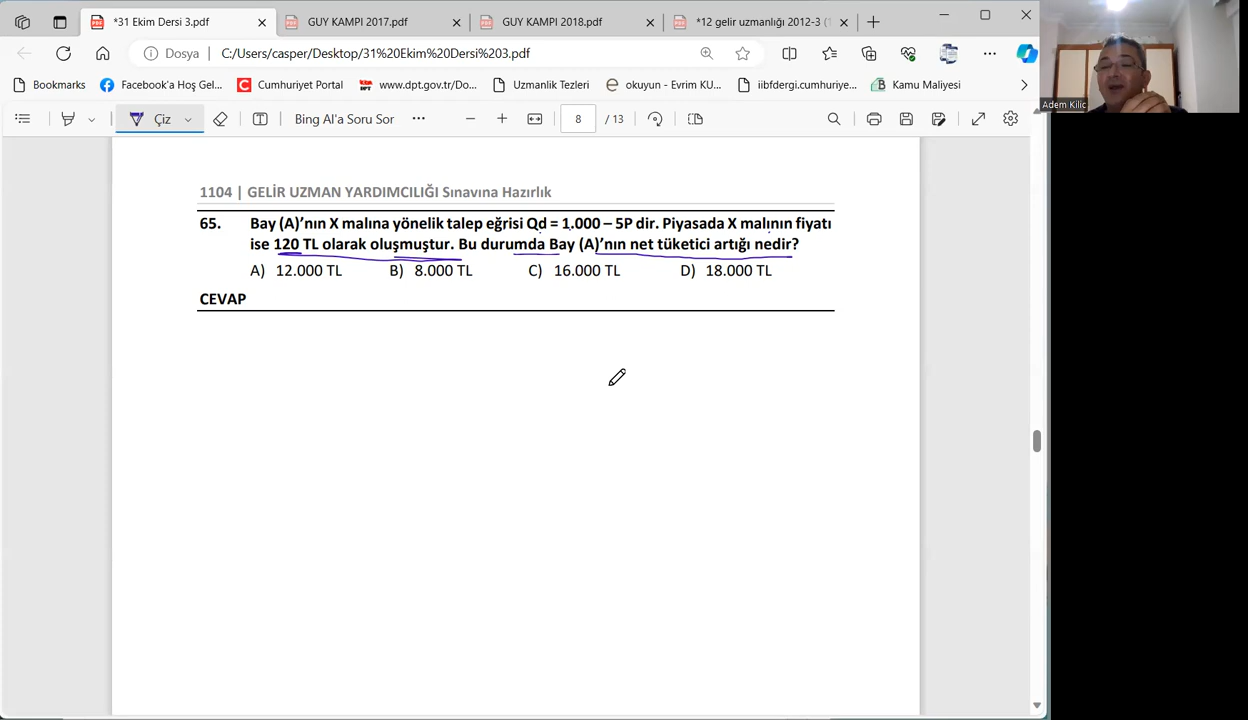 *31 Ekim Dersi 3.pdf
GUY KAMPI 2017.pdf
GUY KAMPI 2018.pdf
*12 gelir uzmanlığı 2012-3 (1
Dosya
C:/Users/casper/Desktop/31%20Ekim%20Dersi%203.pdf
Bookmarks
Facebook'a Hoş Gel...
Cumhuriyet Portal
www.dpt.gov.tr/Do...
Uzmanlık Tezleri
okuyun - Evrim KU...
iibfdergi.cumhuriye...
Kamu Maliyesi
Çiz
Bing AI'a Soru Sor
8 / 13
Adem Kilic
1104 | GELİR UZMAN YARDIMCILIĞI Sınavına Hazırlık
65. Bay (A)'nın X malına yönelik talep eğrisi Qd = 1.000 – 5P dir. Piyasada X malının fiyatı
ise 120 TL olarak oluşmuştur. Bu durumda Bay (A)'nın net tüketici artığı nedir?
A) 12.000 TL B) 8.000 TL C) 16.000 TL D) 18.000 TL
CEVAP